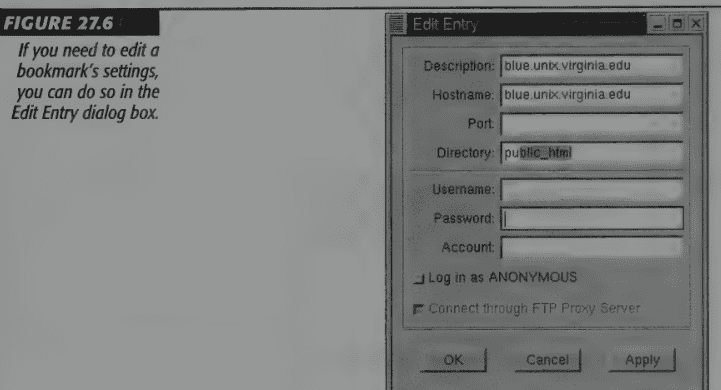 FIGURE 27.6
If you need to edit a
bookmark's settings,
you can do so in the
Edit Entry dialog box.
Edit Entry
Description: blue.unix.virginia.edu
Hostname: blue.unix.virginia.edu
Port:
Directory: public_html
Username:
Password:
Account:
Log in as ANONYMOUS
Connect through FTP Proxy Server
OK Cancel Apply